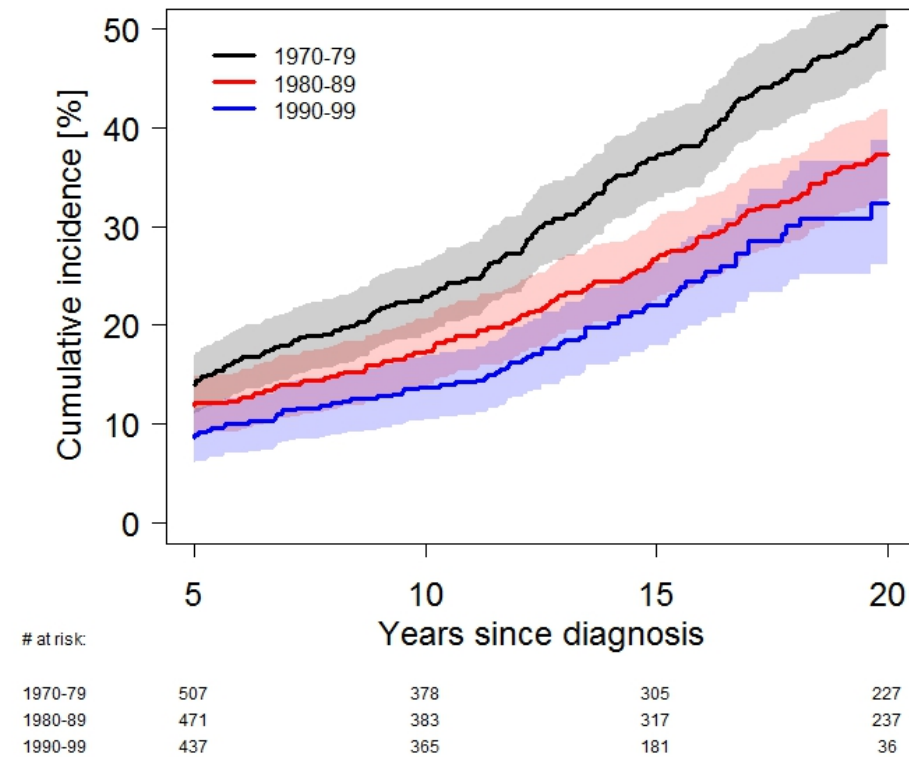 50
40
30
20
10
0
Cumulative incidence [%]
1970-79
1980-89
1990-99
5 10 15 20
Years since diagnosis
# at risk:
1970-79 507 378 305 227
1980-89 471 383 317 237
1990-99 437 365 181 36